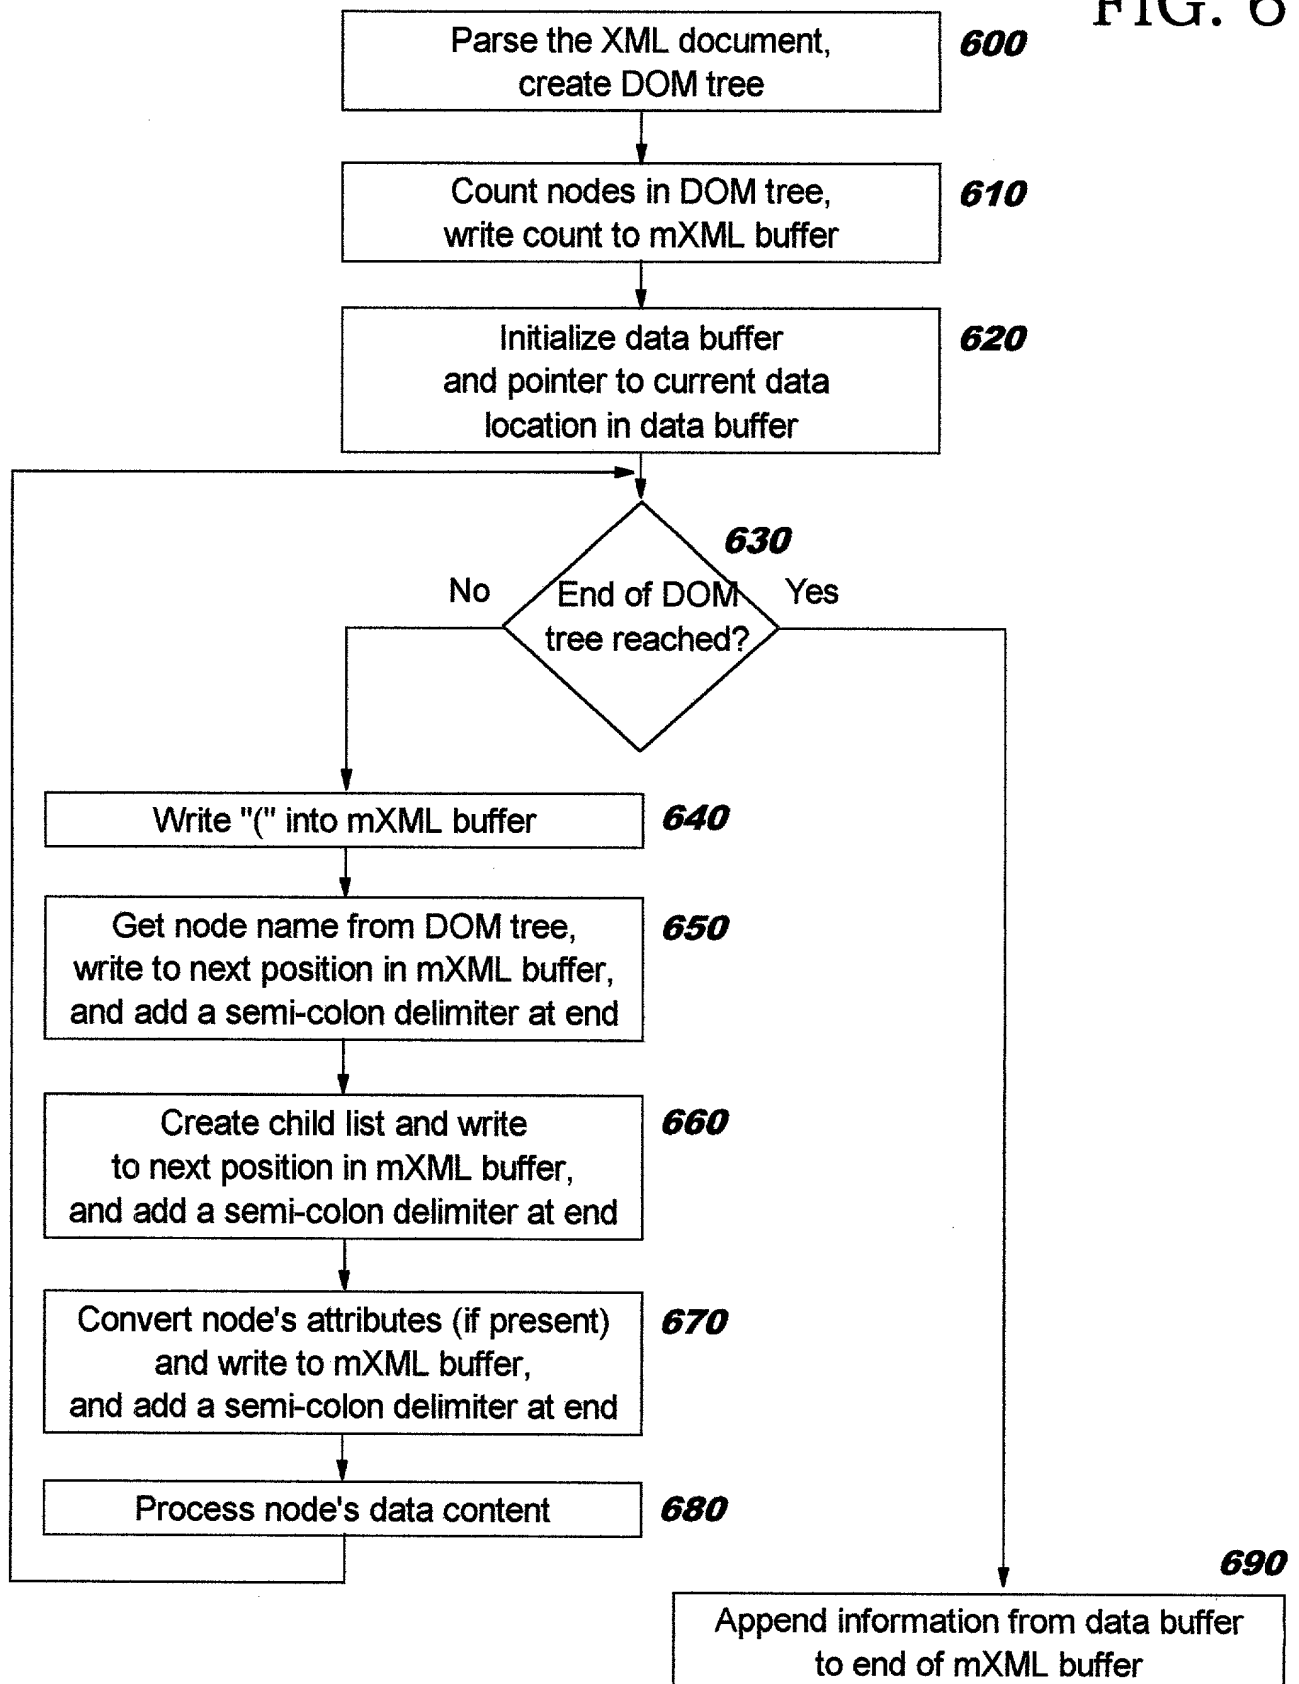 FIG. 6
Parse the XML document,
create DOM tree
600
Count nodes in DOM tree,
write count to mXML buffer
610
Initialize data buffer
and pointer to current data
location in data buffer
620
630
No
End of DOM
tree reached?
Yes
Write "(" into mXML buffer
640
Get node name from DOM tree,
write to next position in mXML buffer,
and add a semi-colon delimiter at end
650
Create child list and write
to next position in mXML buffer,
and add a semi-colon delimiter at end
660
Convert node's attributes (if present)
and write to mXML buffer,
and add a semi-colon delimiter at end
670
Process node's data content
680
690
Append information from data buffer
to end of mXML buffer